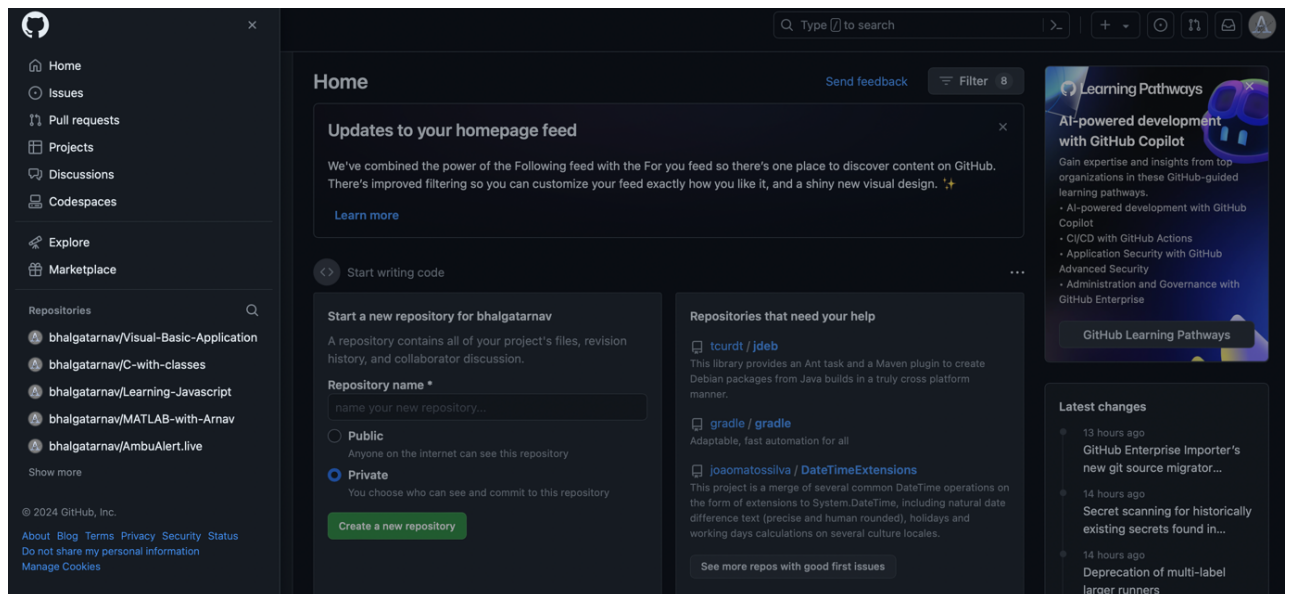 Home
Issues
Pull requests
Projects
Discussions
Codespaces
Explore
Marketplace
Repositories
bhalgatarnav/Visual-Basic-Application
bhalgatarnav/C-with-classes
bhalgatarnav/Learning-Javascript
bhalgatarnav/MATLAB-with-Arnav
bhalgatarnav/AmbuAlert.live
Show more
© 2024 GitHub, Inc.
About Blog Terms Privacy Security Status
Do not share my personal information
Manage Cookies
Type / to search
Home
Send feedback
Filter 8
Updates to your homepage feed
We've combined the power of the Following feed with the For you feed so there's one place to discover content on GitHub.
There's improved filtering so you can customize your feed exactly how you like it, and a shiny new visual design. ✨
Learn more
Start writing code
Start a new repository for bhalgatarnav
A repository contains all of your project's files, revision
history, and collaborator discussion.
Repository name *
name your new repository...
Public
Anyone on the internet can see this repository
Private
You choose who can see and commit to this repository
Create a new repository
Repositories that need your help
tcurdt / jdeb
This library provides an Ant task and a Maven plugin to create
Debian packages from Java builds in a truly cross platform
manner.
gradle / gradle
Adaptable, fast automation for all
joaomatossilva / DateTimeExtensions
This project is a merge of several common DateTime operations on
the form of extensions to System.DateTime, including natural date
difference text (precise and human rounded), holidays and
working days calculations on several culture locales.
See more repos with good first issues
Learning Pathways
AI-powered development
with GitHub Copilot
Gain expertise and insights from top
organizations in these GitHub-guided
learning pathways.
• AI-powered development with GitHub
Copilot
• CI/CD with GitHub Actions
• Application Security with GitHub
Advanced Security
• Administration and Governance with
GitHub Enterprise
GitHub Learning Pathways
Latest changes
13 hours ago
GitHub Enterprise Importer's
new git source migrator...
14 hours ago
Secret scanning for historically
existing secrets found in...
14 hours ago
Deprecation of multi-label
larger runners